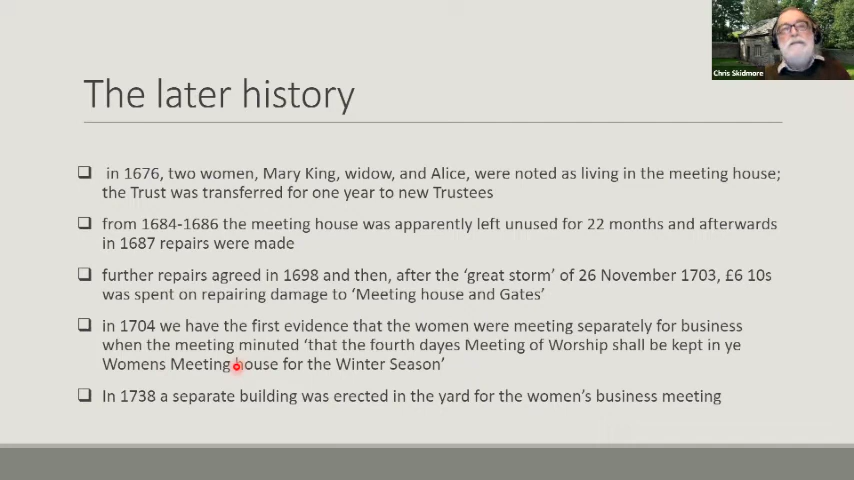 Chris Skidmore
The later history
in 1676, two women, Mary King, widow, and Alice, were noted as living in the meeting house;
the Trust was transferred for one year to new Trustees
from 1684-1686 the meeting house was apparently left unused for 22 months and afterwards
in 1687 repairs were made
further repairs agreed in 1698 and then, after the ‘great storm’ of 26 November 1703, £6 10s
was spent on repairing damage to ‘Meeting house and Gates’
in 1704 we have the first evidence that the women were meeting separately for business
when the meeting minuted ‘that the fourth dayes Meeting of Worship shall be kept in ye
Womens Meeting house for the Winter Season’
In 1738 a separate building was erected in the yard for the women’s business meeting